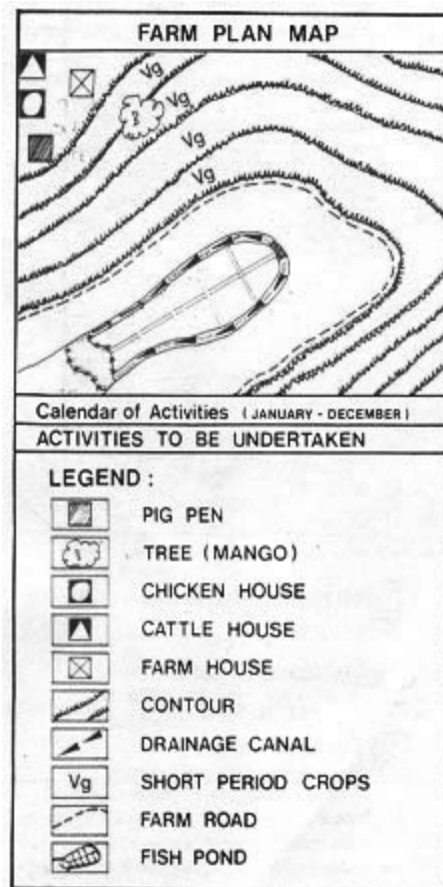 FARM PLAN MAP
Vg
Vg
Vg
Vg
Calendar of Activities (JANUARY - DECEMBER)
ACTIVITIES TO BE UNDERTAKEN
LEGEND :
PIG PEN
TREE (MANGO)
CHICKEN HOUSE
CATTLE HOUSE
FARM HOUSE
CONTOUR
DRAINAGE CANAL
Vg SHORT PERIOD CROPS
FARM ROAD
FISH POND